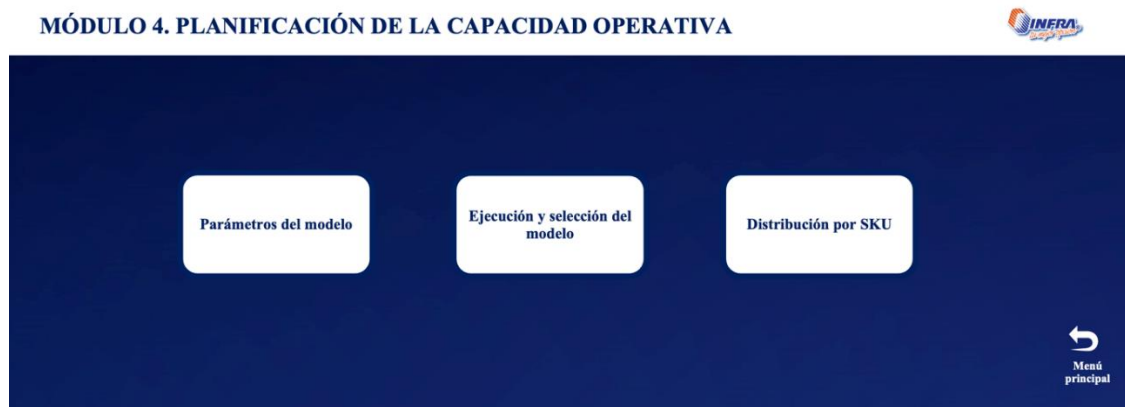 MÓDULO 4. PLANIFICACIÓN DE LA CAPACIDAD OPERATIVA
INFRA
Parámetros del modelo
Ejecución y selección del
modelo
Distribución por SKU
Menú
principal